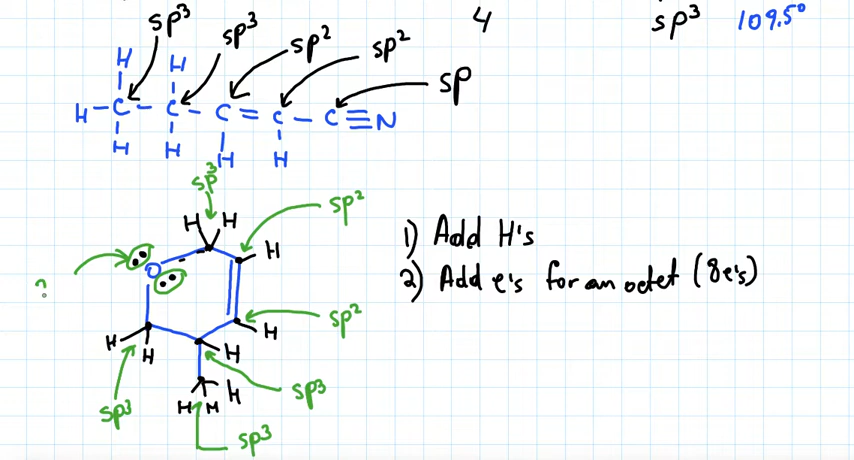 sp³ sp³ sp² sp² sp 4 sp³ 109.5°
H H
H-C-C-C=C-C≡N
H H H H
sp³
sp²
H H H
O
1) Add H's
2) Add e's for an octet (8e's)
?
sp²
H
H H H
sp³
H
H H
sp³
sp³